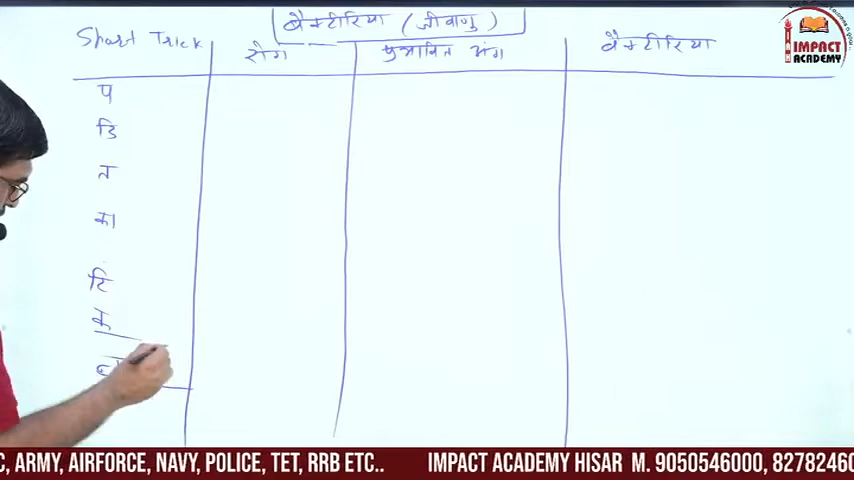 बैक्टीरिया (जीवाणु)
Short Trick
रोग
प्रभावित अंग
बैक्टीरिया
प
डि
त
का
टि
क
IMPACT
ACADEMY
C, ARMY, AIRFORCE, NAVY, POLICE, TET, RRB ETC.. IMPACT ACADEMY HISAR M. 9050546000, 82782460